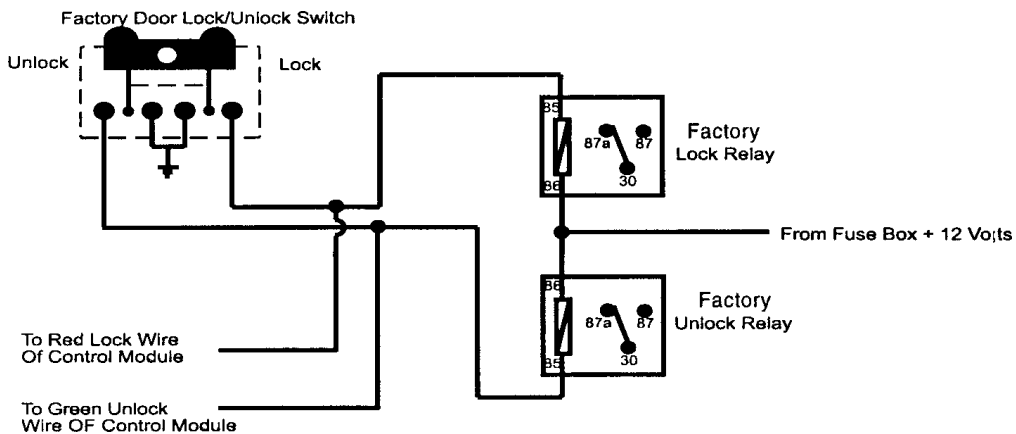 Factory Door Lock/Unlock Switch
Unlock
Lock
85
87a
87
30
86
Factory
Lock Relay
From Fuse Box + 12 Vo¡ts
86
87a
87
30
85
Factory
Unlock Relay
To Red Lock Wire
Of Control Module
To Green Unlock
Wire OF Control Module